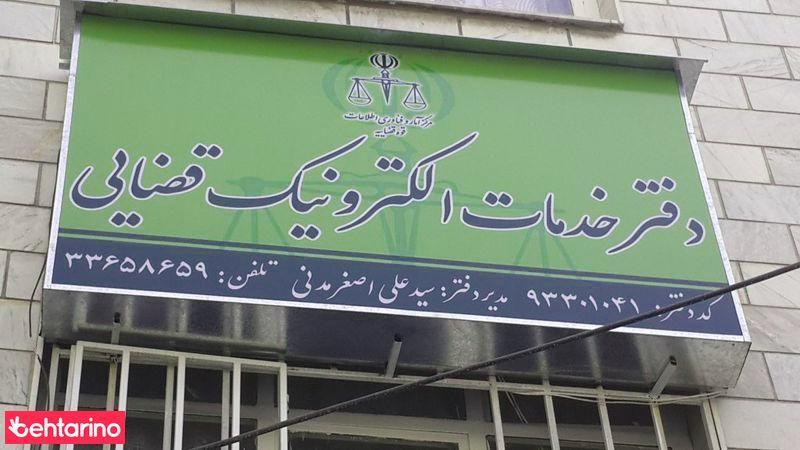 مرکز آمار و فناوری اطلاعات
قوه قضاییه
دفتر خدمات الکترونیک قضایی
کد دفتر: ۹۳۳۰۱۰۴۱ مدیر دفتر: سید علی اصغر مدنی تلفن: ۳۳۶۵۸۶۵۹
behtarino